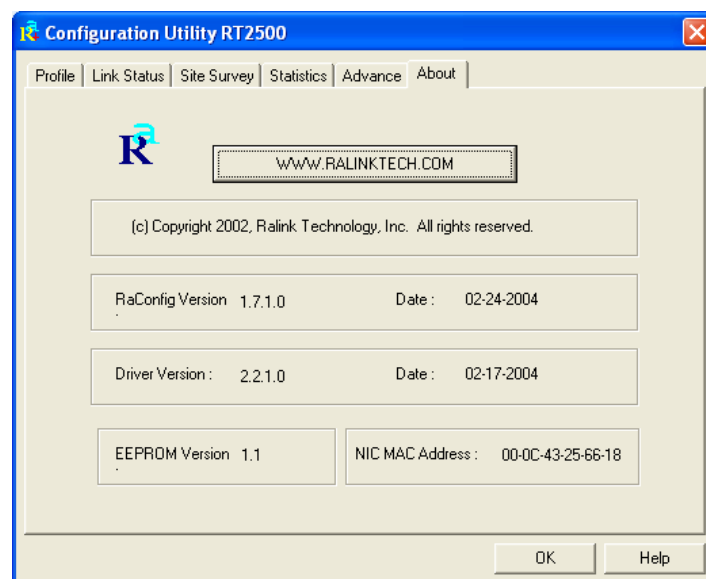 Ra Configuration Utility RT2500
Profile Link Status Site Survey Statistics Advance About
Ra
WWW.RALINKTECH.COM
(c) Copyright 2002, Ralink Technology, Inc. All rights reserved.
RaConfig Version : 1.7.1.0 Date : 02-24-2004
Driver Version : 2.2.1.0 Date : 02-17-2004
EEPROM Version : 1.1 NIC MAC Address : 00-0C-43-25-66-18
OK Help